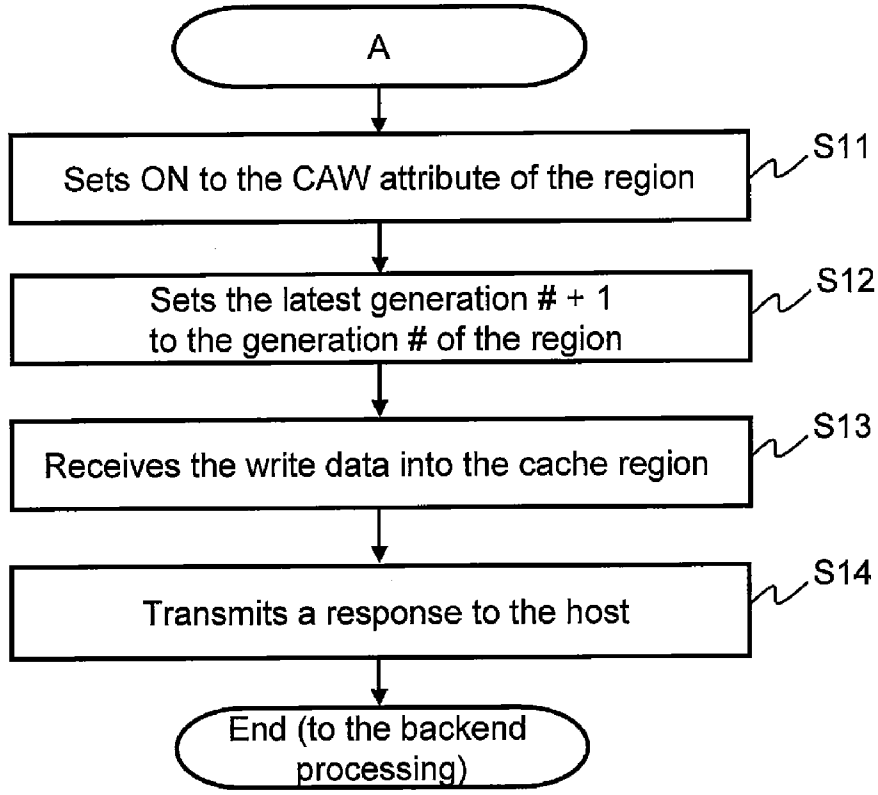 A
Sets ON to the CAW attribute of the region
S11
Sets the latest generation # + 1
to the generation # of the region
S12
Receives the write data into the cache region
S13
Transmits a response to the host
S14
End (to the backend
processing)